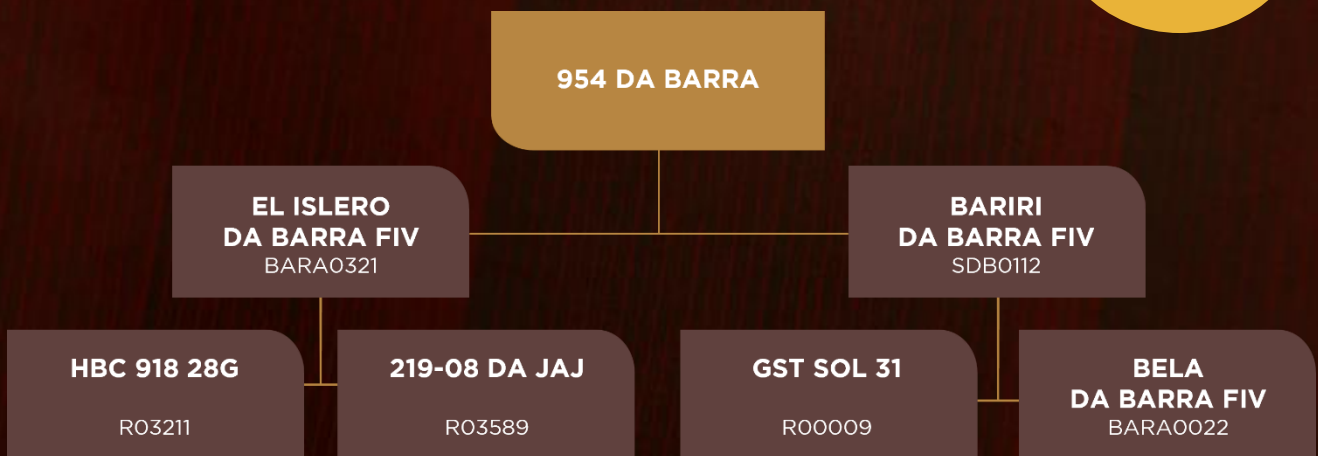 954 DA BARRA
EL ISLERO
DA BARRA FIV
BARA0321
BARIRI
DA BARRA FIV
SDB0112
HBC 918 28G
R03211
219-08 DA JAJ
R03589
GST SOL 31
R00009
BELA
DA BARRA FIV
BARA0022